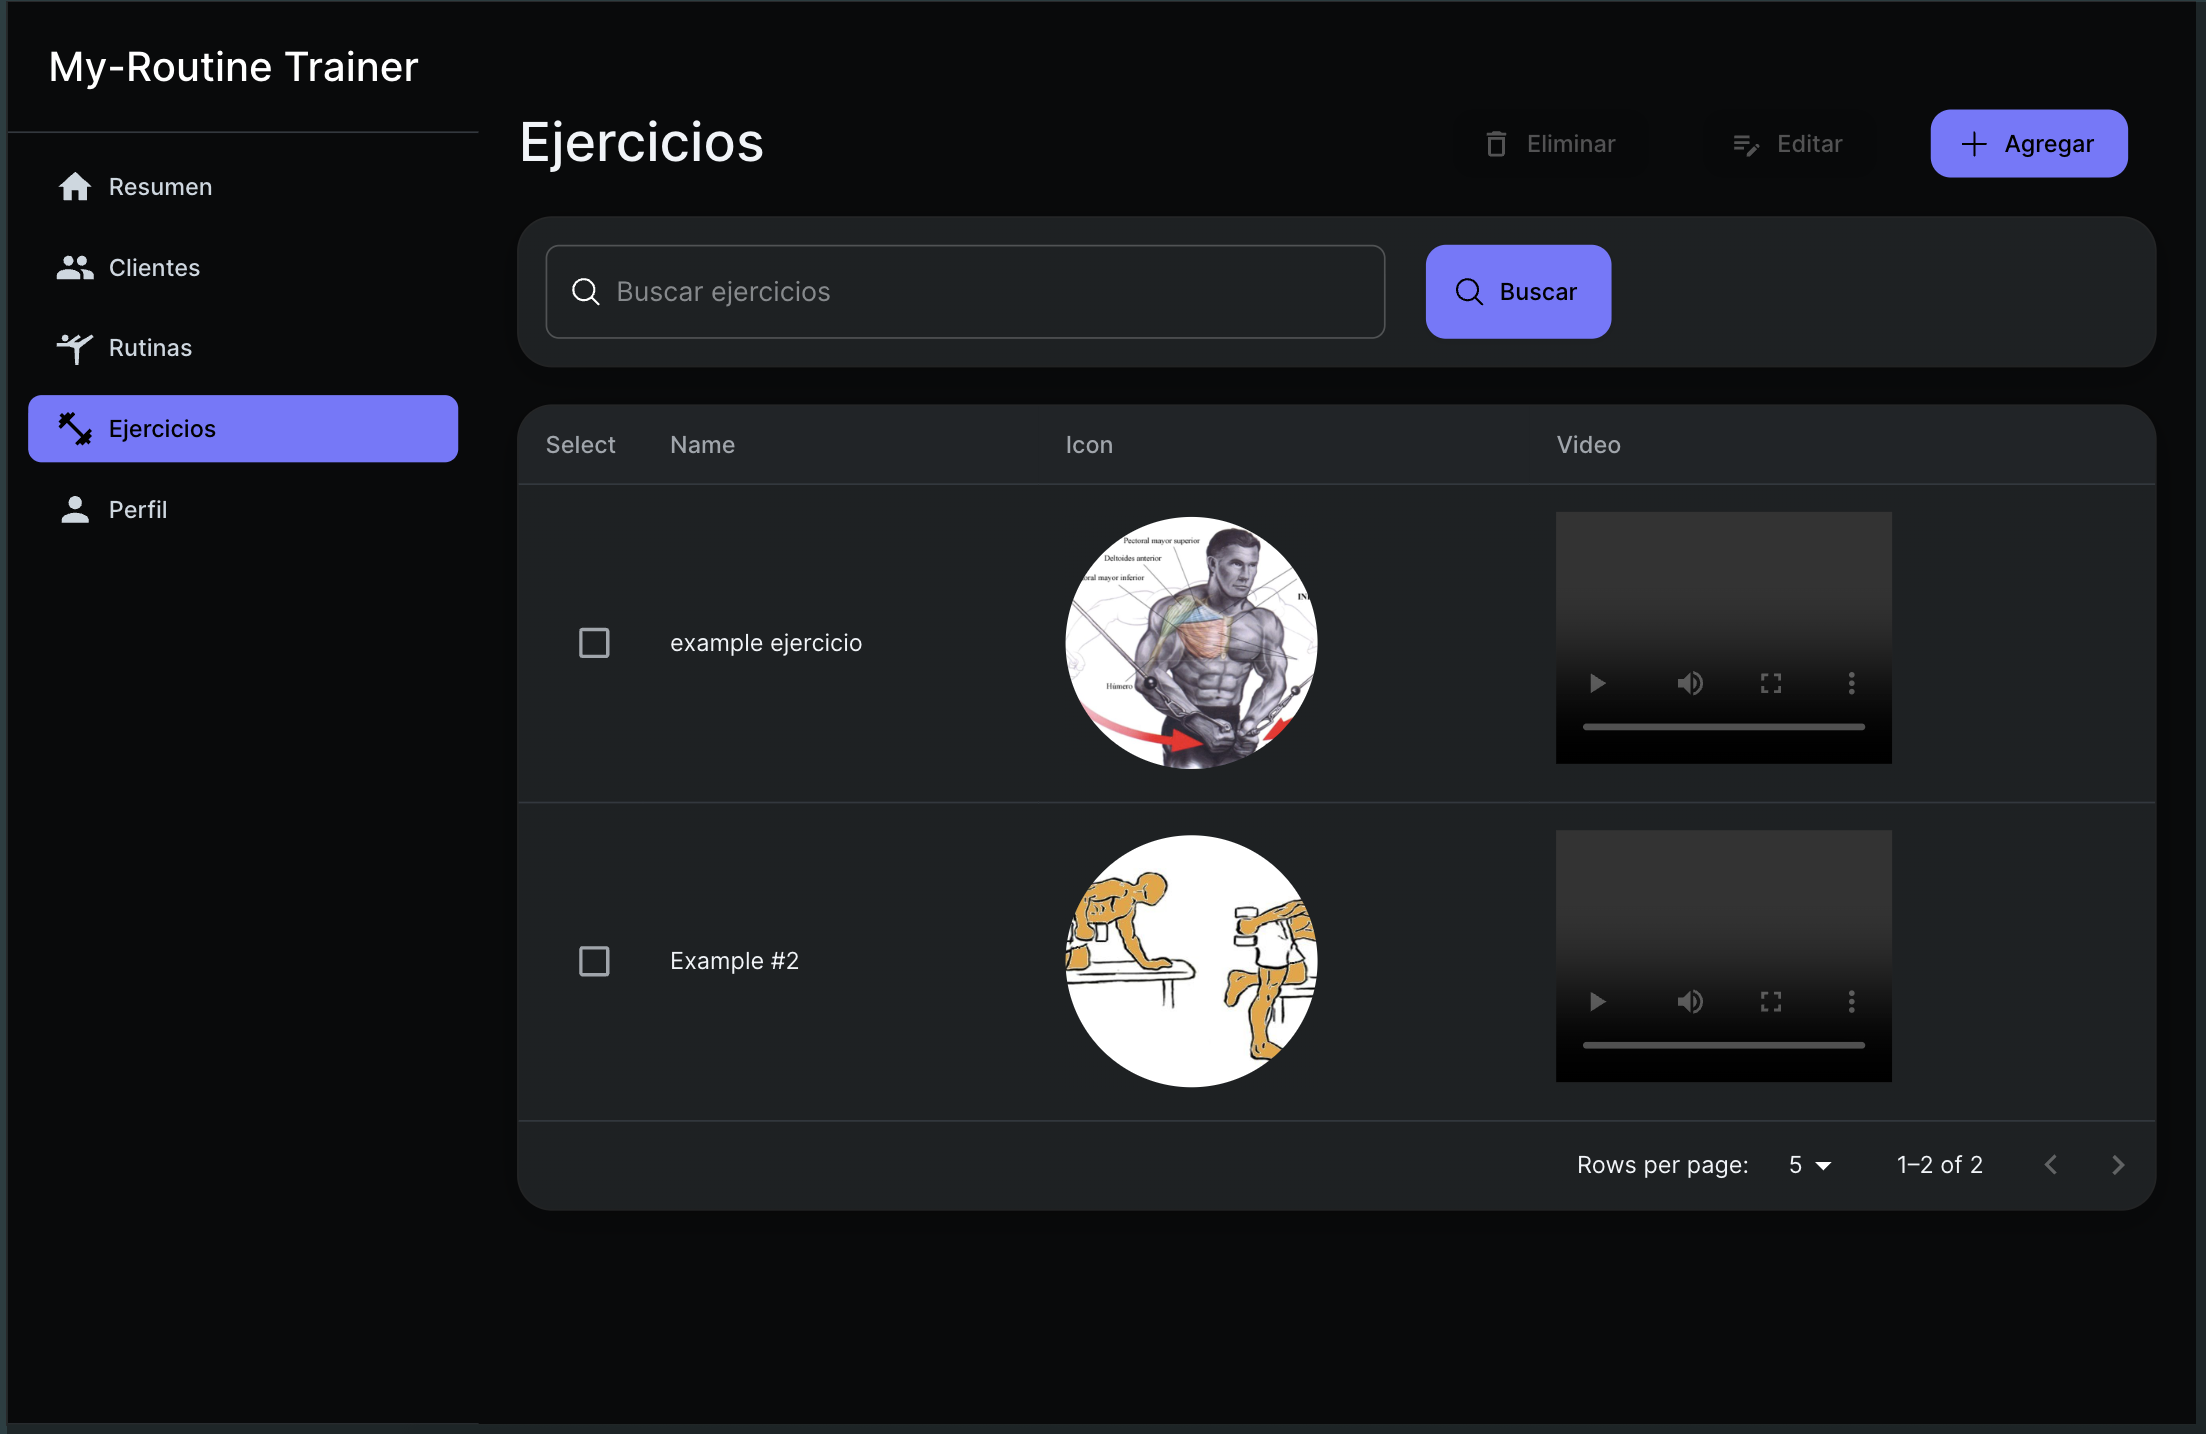 My-Routine Trainer
Resumen
Clientes
Rutinas
Ejercicios
Perfil
Ejercicios
Eliminar
Editar
Agregar
Buscar ejercicios
Buscar
Select Name Icon Video
example ejercicio
Pectoral mayor superior
Deltoides anterior
oral mayor inferior
IN
Húmero
Example #2
Rows per page: 5 1–2 of 2